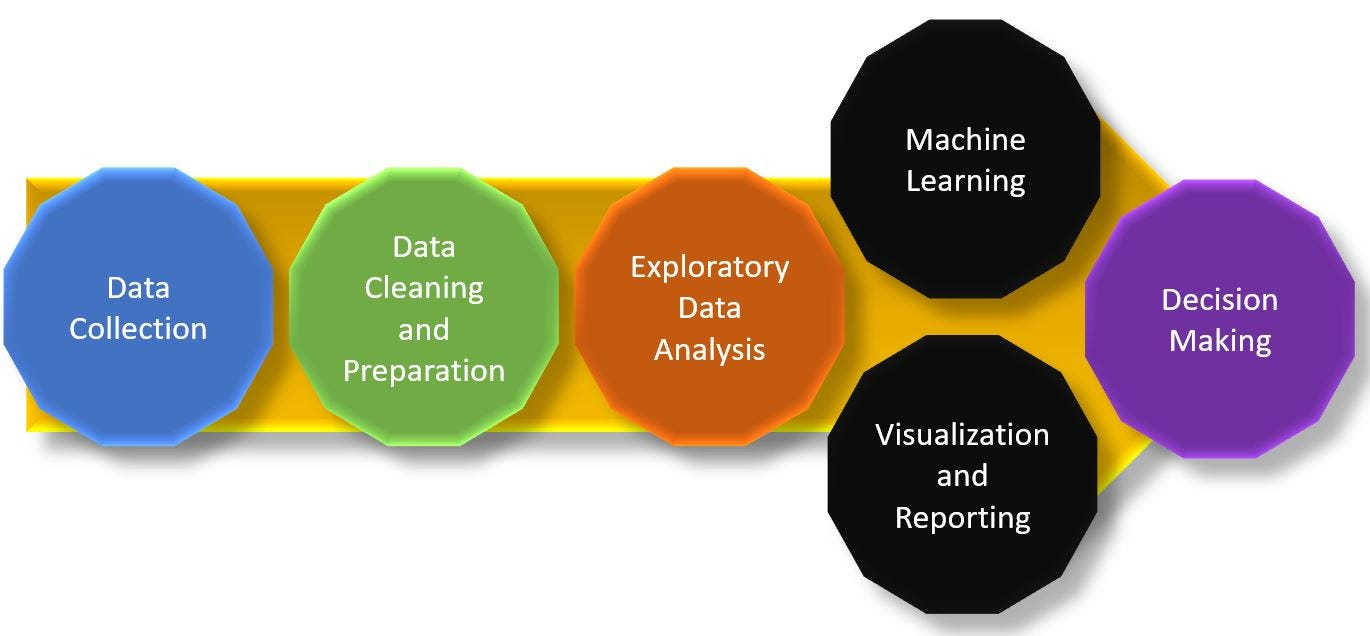 Data
Collection
Data
Cleaning
and
Preparation
Exploratory
Data
Analysis
Machine
Learning
Visualization
and
Reporting
Decision
Making